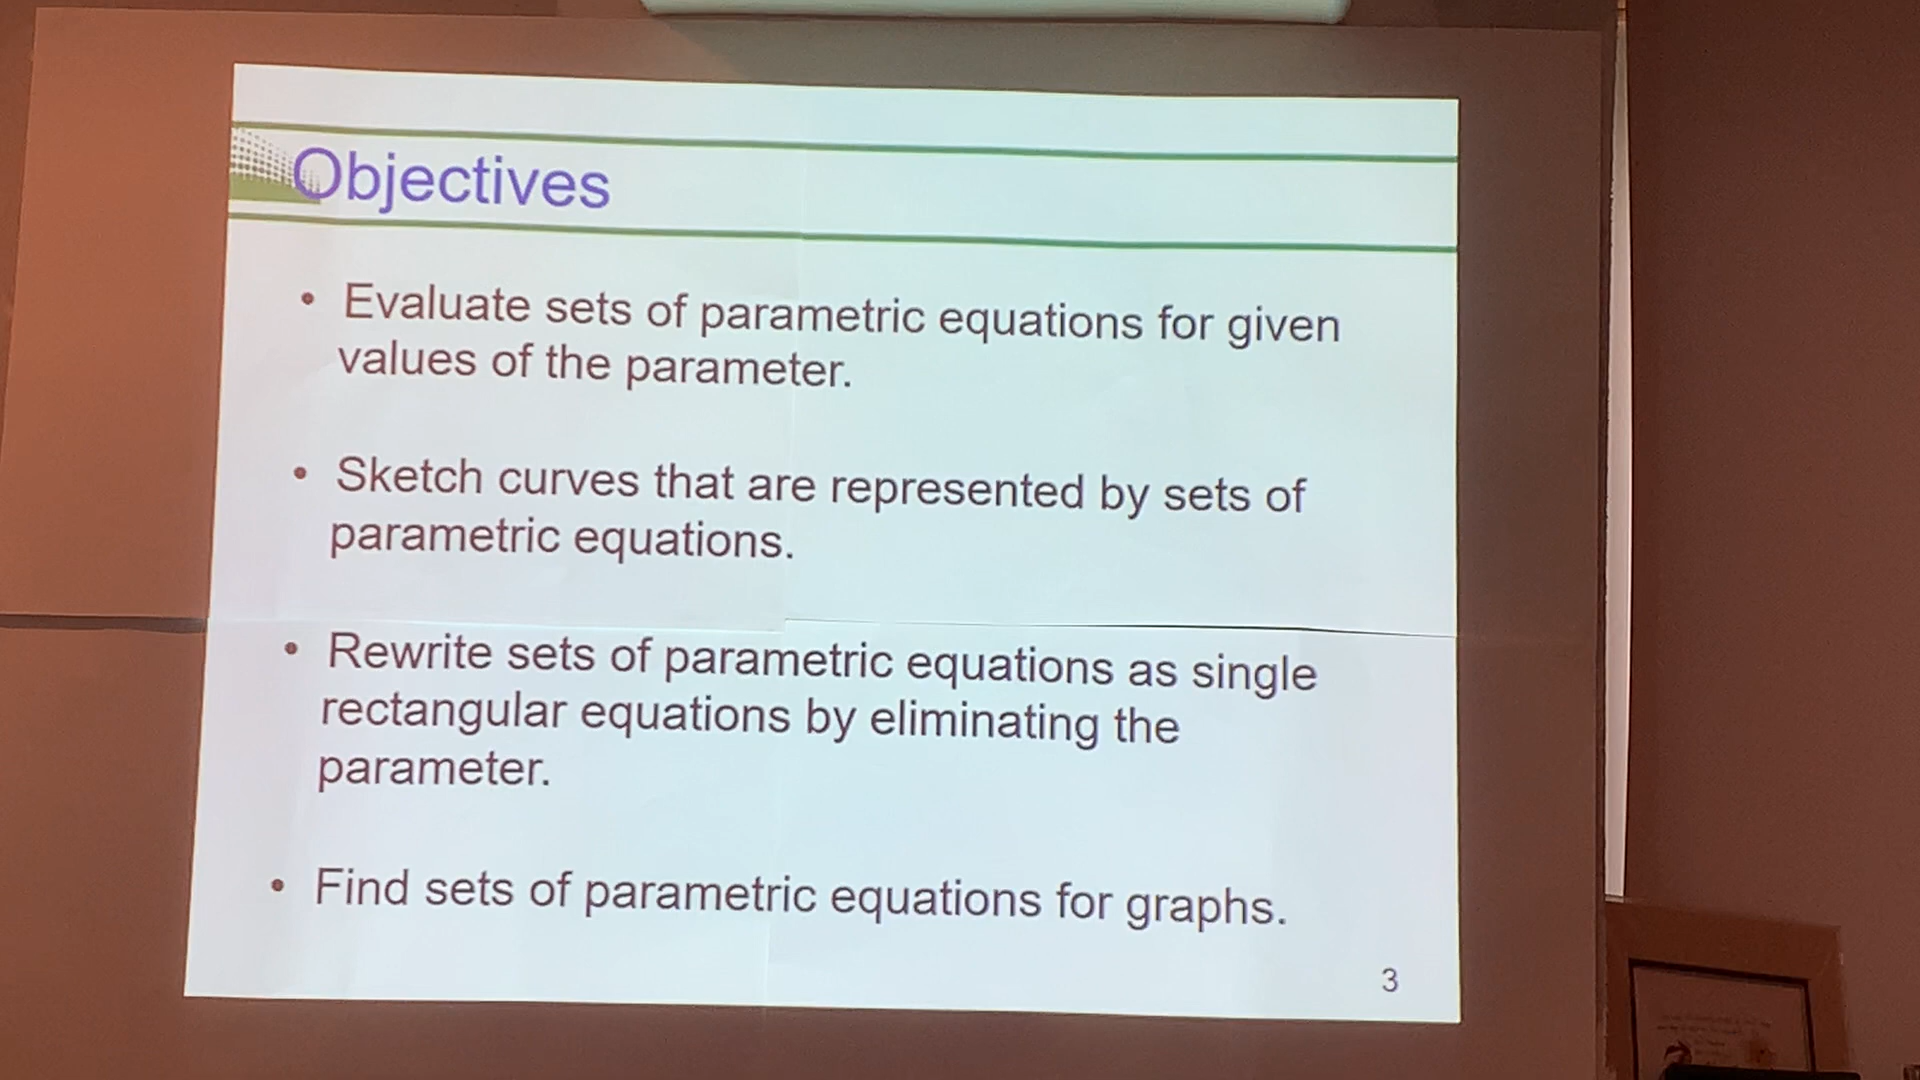 Objectives
• Evaluate sets of parametric equations for given
values of the parameter.
• Sketch curves that are represented by sets of
parametric equations.
• Rewrite sets of parametric equations as single
rectangular equations by eliminating the
parameter.
• Find sets of parametric equations for graphs.
3